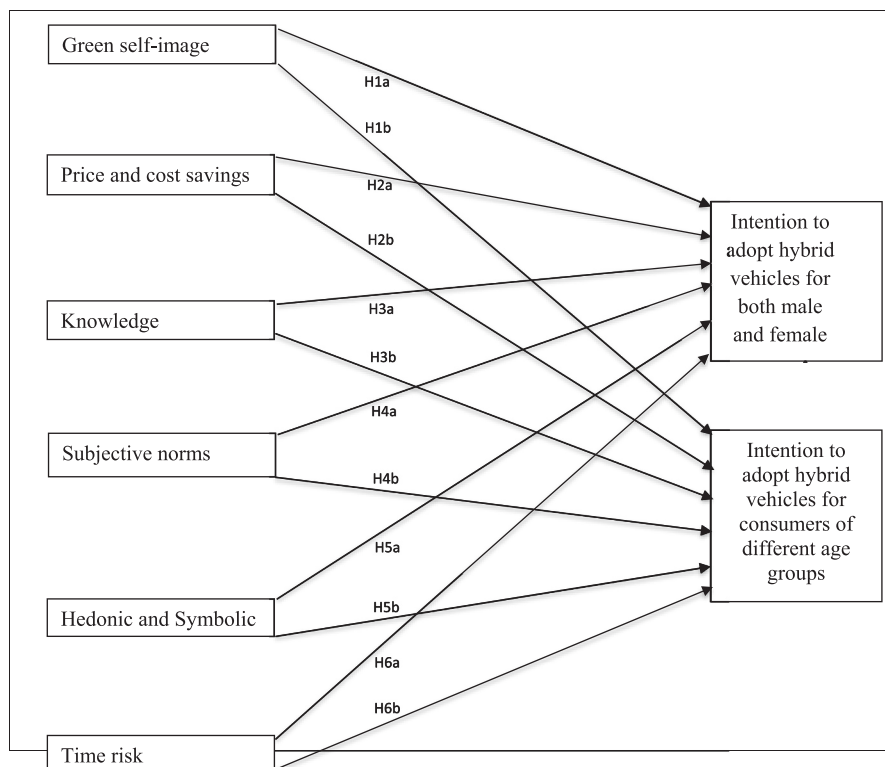 Green self-image
H1a
H1b
Price and cost savings
H2a
H2b
Intention to
adopt hybrid
vehicles for
both male
and female
Knowledge
H3a
H3b
H4a
Subjective norms
H4b
Intention to
adopt hybrid
vehicles for
consumers of
different age
groups
H5a
Hedonic and Symbolic
H5b
H6a
H6b
Time risk